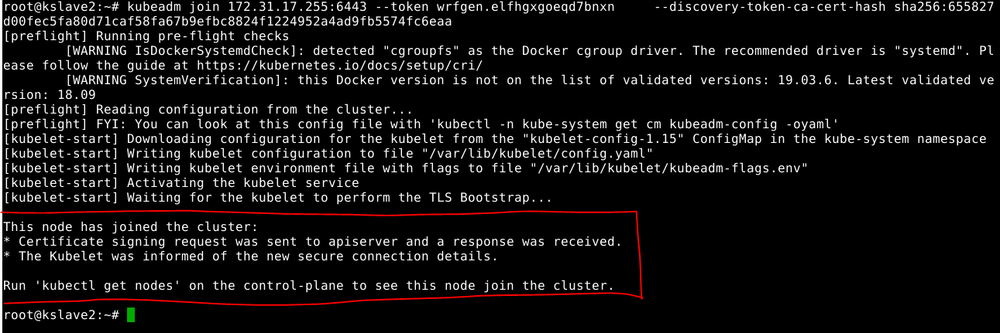 root@kslave2:~# kubeadm join 172.31.17.255:6443 --token wrfgen.elfhgxgoeqd7bnxn     --discovery-token-ca-cert-hash sha256:655827
d00fec5fa80d71caf58fa67b9efbc8824f1224952a4ad9fb5574fc6eaa
[preflight] Running pre-flight checks
        [WARNING IsDockerSystemdCheck]: detected "cgroupfs" as the Docker cgroup driver. The recommended driver is "systemd". Pl
ease follow the guide at https://kubernetes.io/docs/setup/cri/
        [WARNING SystemVerification]: this Docker version is not on the list of validated versions: 19.03.6. Latest validated ve
rsion: 18.09
[preflight] Reading configuration from the cluster...
[preflight] FYI: You can look at this config file with 'kubectl -n kube-system get cm kubeadm-config -oyaml'
[kubelet-start] Downloading configuration for the kubelet from the "kubelet-config-1.15" ConfigMap in the kube-system namespace
[kubelet-start] Writing kubelet configuration to file "/var/lib/kubelet/config.yaml"
[kubelet-start] Writing kubelet environment file with flags to file "/var/lib/kubelet/kubeadm-flags.env"
[kubelet-start] Activating the kubelet service
[kubelet-start] Waiting for the kubelet to perform the TLS Bootstrap...

This node has joined the cluster:
* Certificate signing request was sent to apiserver and a response was received.
* The Kubelet was informed of the new secure connection details.

Run 'kubectl get nodes' on the control-plane to see this node join the cluster.

root@kslave2:~#